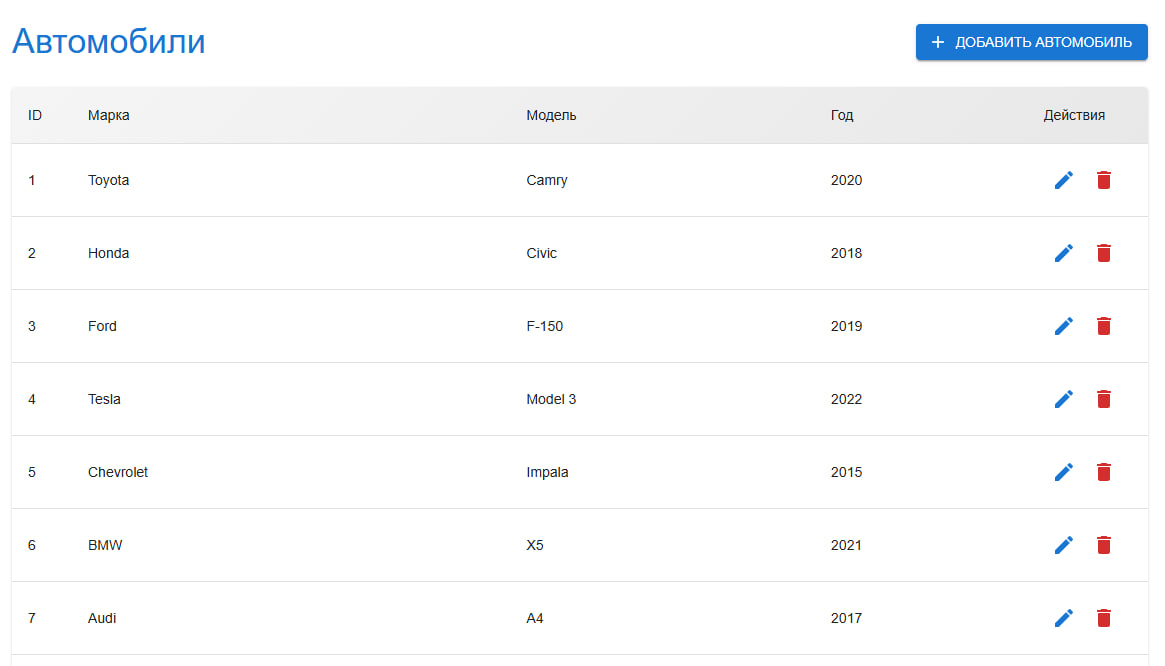 Автомобили
+ ДОБАВИТЬ АВТОМОБИЛЬ
ID Марка Модель Год Действия
1 Toyota Camry 2020
2 Honda Civic 2018
3 Ford F-150 2019
4 Tesla Model 3 2022
5 Chevrolet Impala 2015
6 BMW X5 2021
7 Audi A4 2017